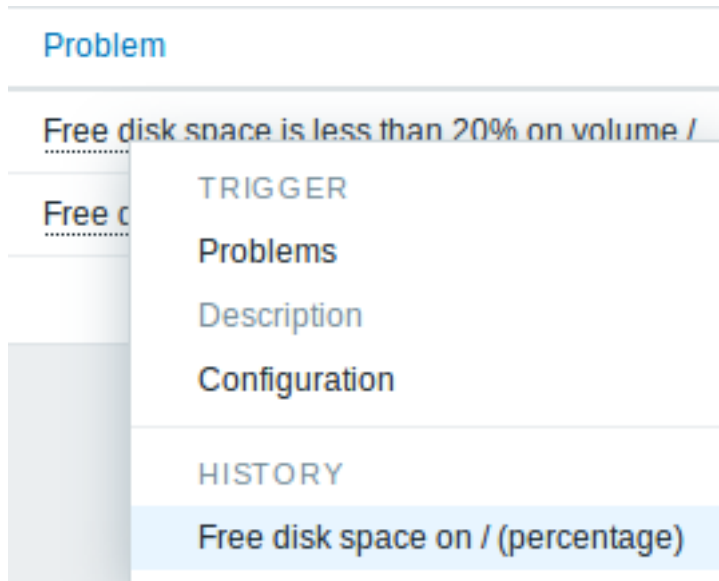 Problem
Free disk space is less than 20% on volume /
Free
TRIGGER
Problems
Description
Configuration
HISTORY
Free disk space on / (percentage)